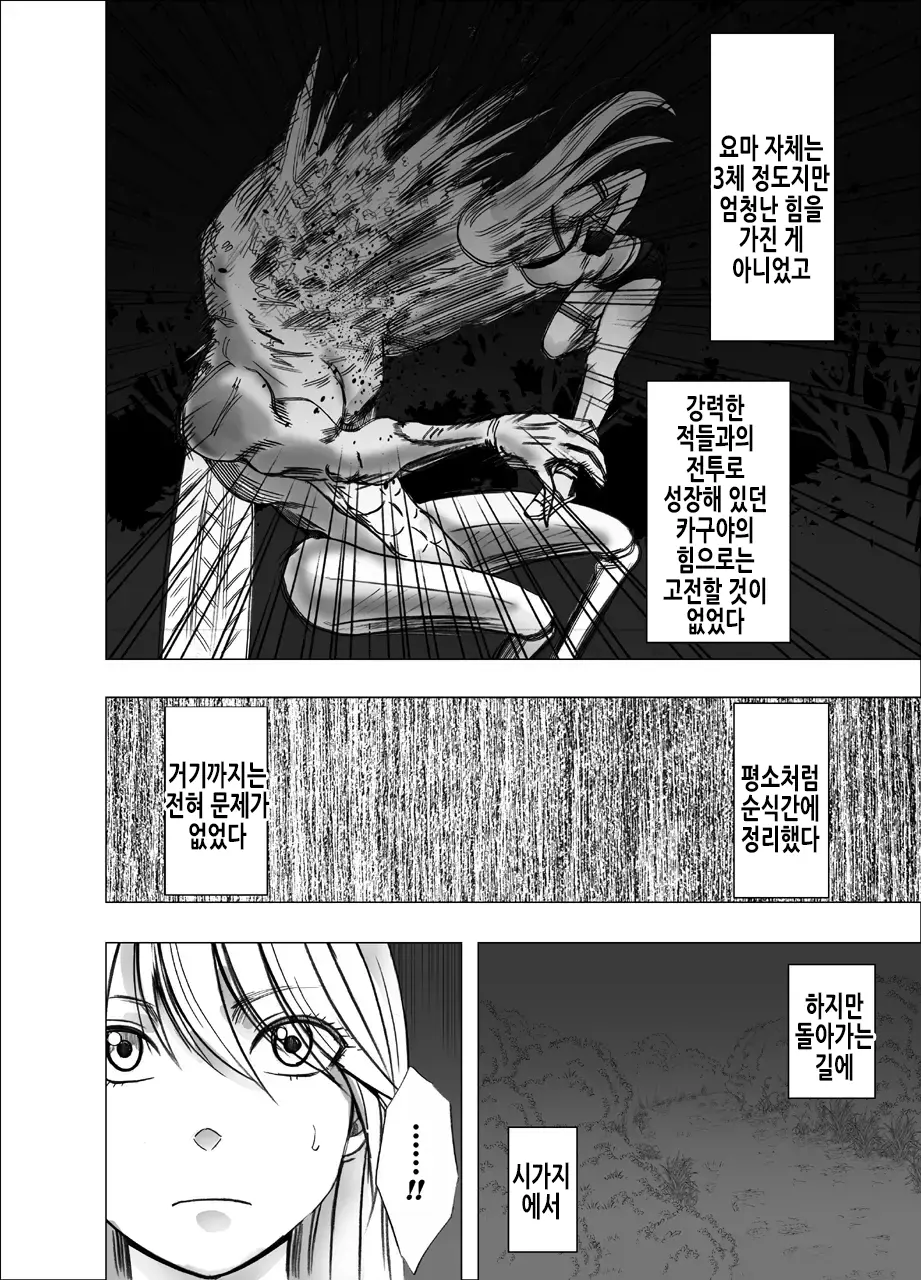 요마 자체는
3체 정도지만
엄청난 힘을
가진 게
아니었고
강력한
적들과의
전투로
성장해 있던
카구야의
힘으로는
고전할 것이
없었다
평소처럼
순식간에
정리했다
거기까지는
전혀 문제가
없었다
하지만
돌아가는
길에
시가지
에서
……!!